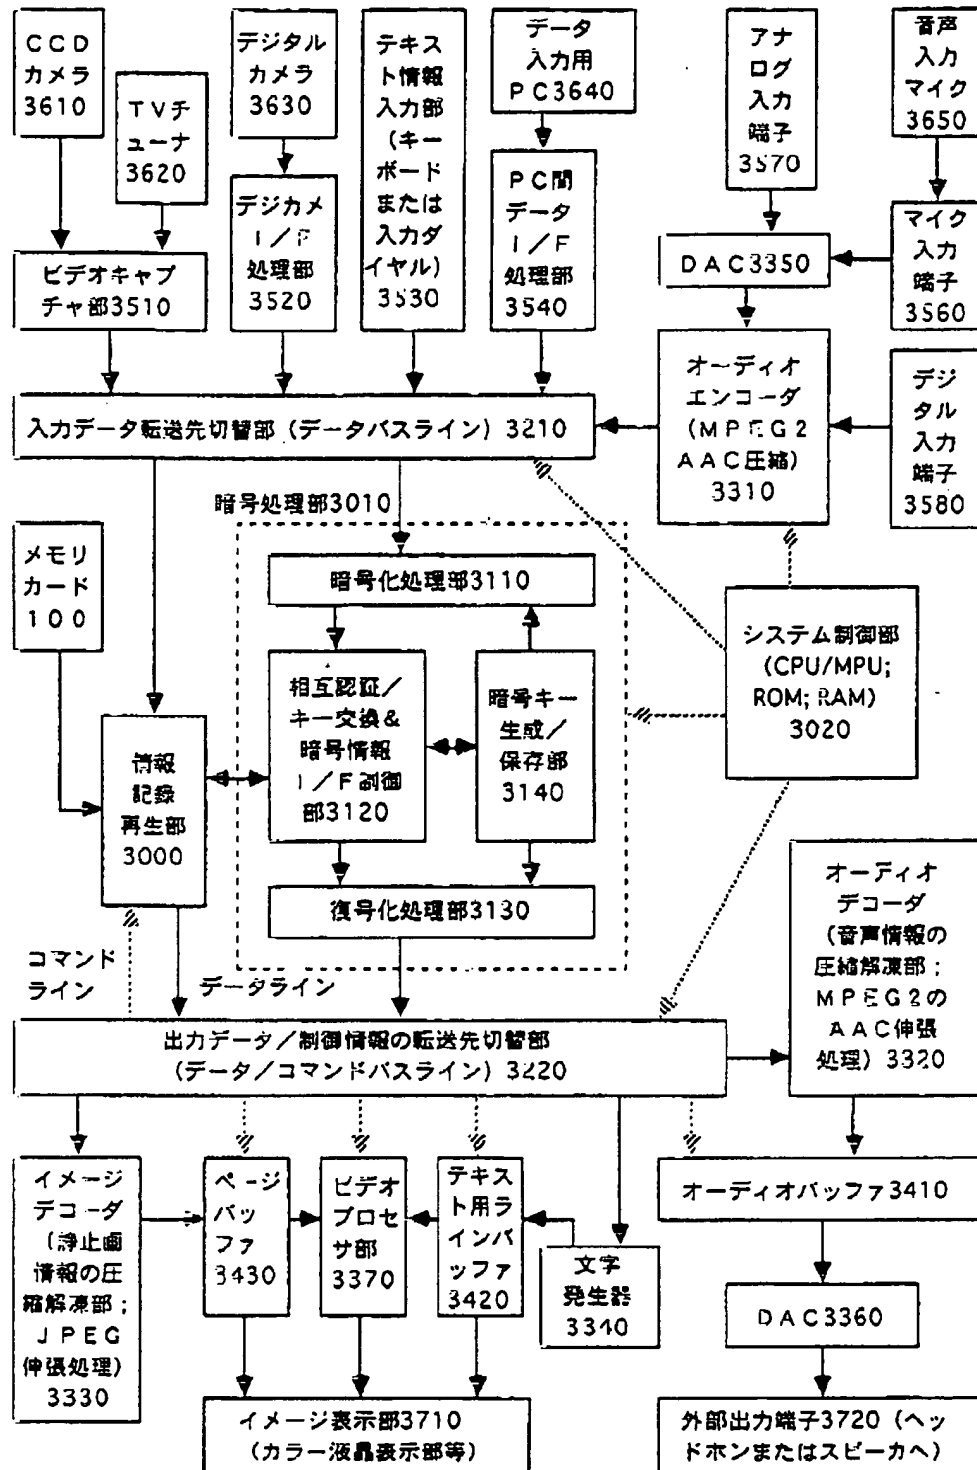 CCD
カメラ
3610
TVチ
ューナ
3620
デジタル
カメラ
3630
テキス
ト情報
入力部
（キー
ボード
または
入力ダ
イヤル）
3530
データ
入力用
PC3640
アナ
ログ
入力
端子
3570
音声
入力
マイク
3650
デジカメ
I／F
処理部
3520
PC間
データ
I／F
処理部
3540
マイク
入力
端子
3560
ビデオキャプ
チャ部3510
DAC3350
オーディオ
エンコーダ
（MPEG2
AAC圧縮）
3310
デジ
タル
入力
端子
3580
入力データ転送先切替部（データバスライン）3210
暗号処理部3010
メモリ
カード
100
暗号化処理部3110
システム制御部
（CPU/MPU;
ROM; RAM）
3020
相互認証／
キー交換＆
暗号情報
I／F制御
部3120
暗号キー
生成／
保存部
3140
情報
記録
再生部
3000
復号化処理部3130
オーディオ
デコーダ
（音声情報の
圧縮解凍部；
MPEG2の
AAC伸張
処理）3320
コマンド
ライン
データライン
出力データ／制御情報の転送先切替部
（データ／コマンドバスライン）3220
イメージ
デコーダ
（静止画
情報の圧
縮解凍部；
JPEG
伸張処理）
3330
ページ
バッ
ファ
3430
ビデオ
プロセ
サ部
3370
テキス
ト用ラ
インバ
ッファ
3420
文字
発生器
3340
オーディオバッファ3410
DAC3360
イメージ表示部3710
（カラー液晶表示部等）
外部出力端子3720（ヘッ
ドホンまたはスピーカへ）